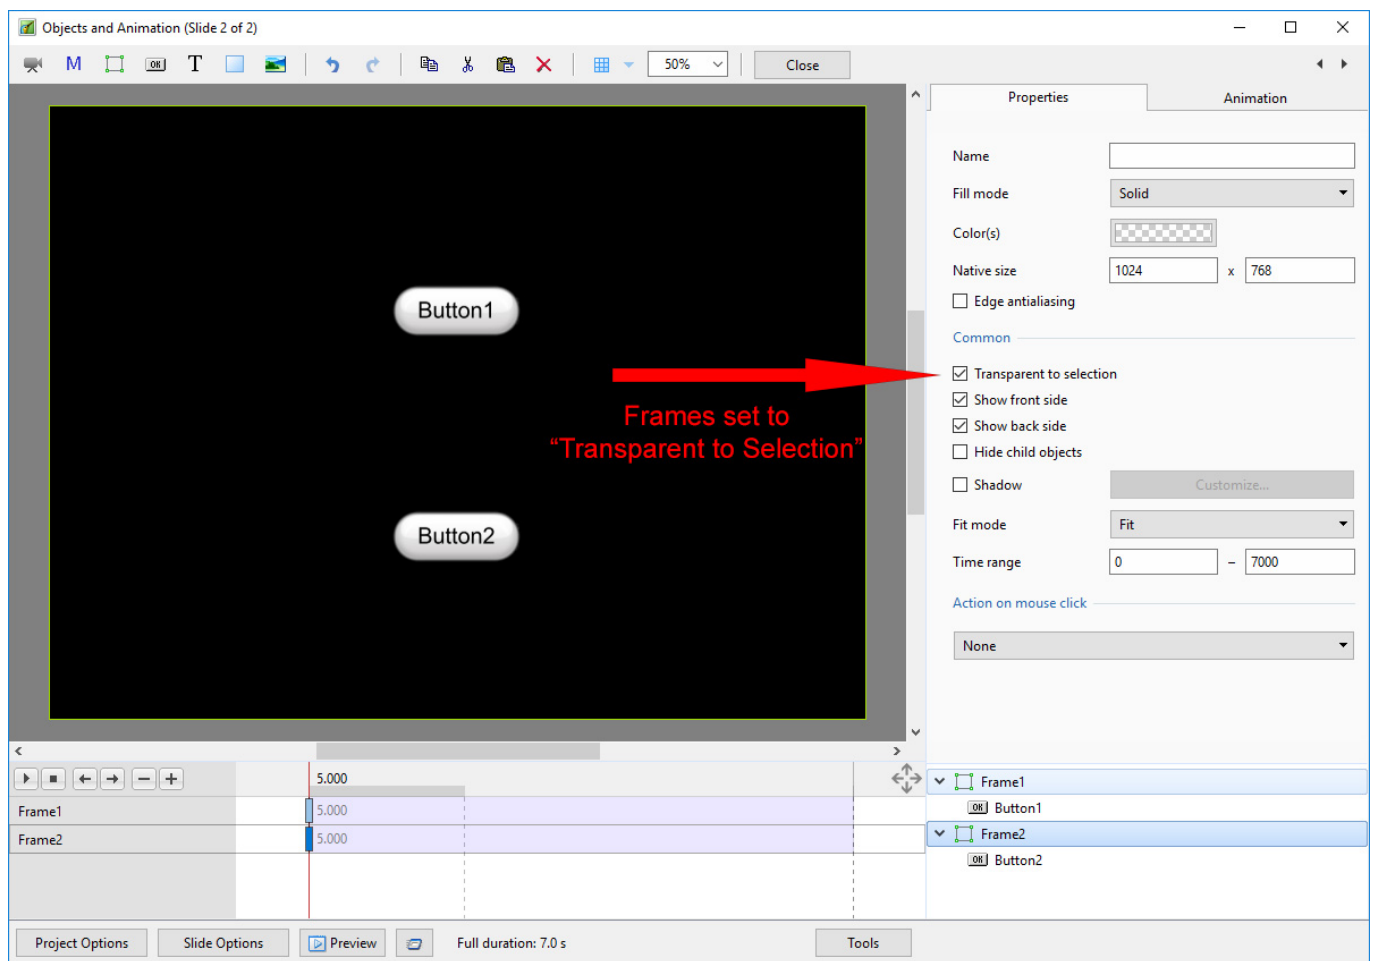 Objects and Animation (Slide 2 of 2)
M OK T 50% Close
Properties Animation
Name
Fill mode Solid
Color(s)
Native size 1024 x 768
Edge antialiasing
Common
Transparent to selection
Show front side
Show back side
Hide child objects
Shadow Customize...
Fit mode Fit
Time range 0 – 7000
Action on mouse click
None
Button1
Frames set to
“Transparent to Selection”
Button2
5.000
Frame1 5.000
Frame2 5.000
Frame1
OK Button1
Frame2
OK Button2
Project Options Slide Options Preview Full duration: 7.0 s Tools